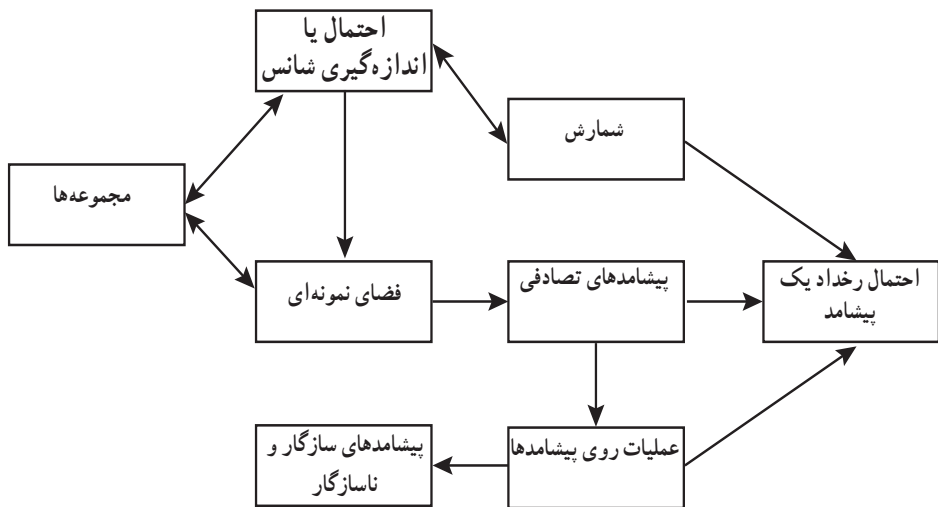 احتمال یا
اندازه‌گیری شانس
شمارش
مجموعه‌ها
فضای نمونه‌ای
پیشامدهای تصادفی
احتمال رخداد یک
پیشامد
پیشامدهای سازگار و
ناسازگار
عملیات روی پیشامدها